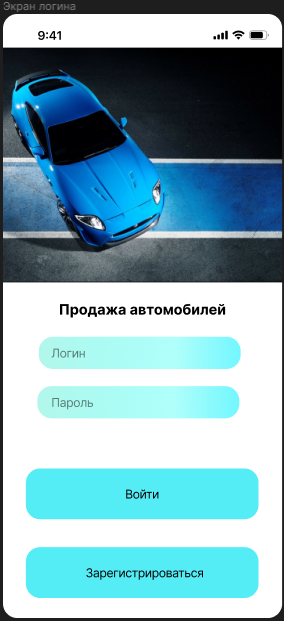 Экран логина
9:41
Продажа автомобилей
Логин
Пароль
Войти
Зарегистрироваться